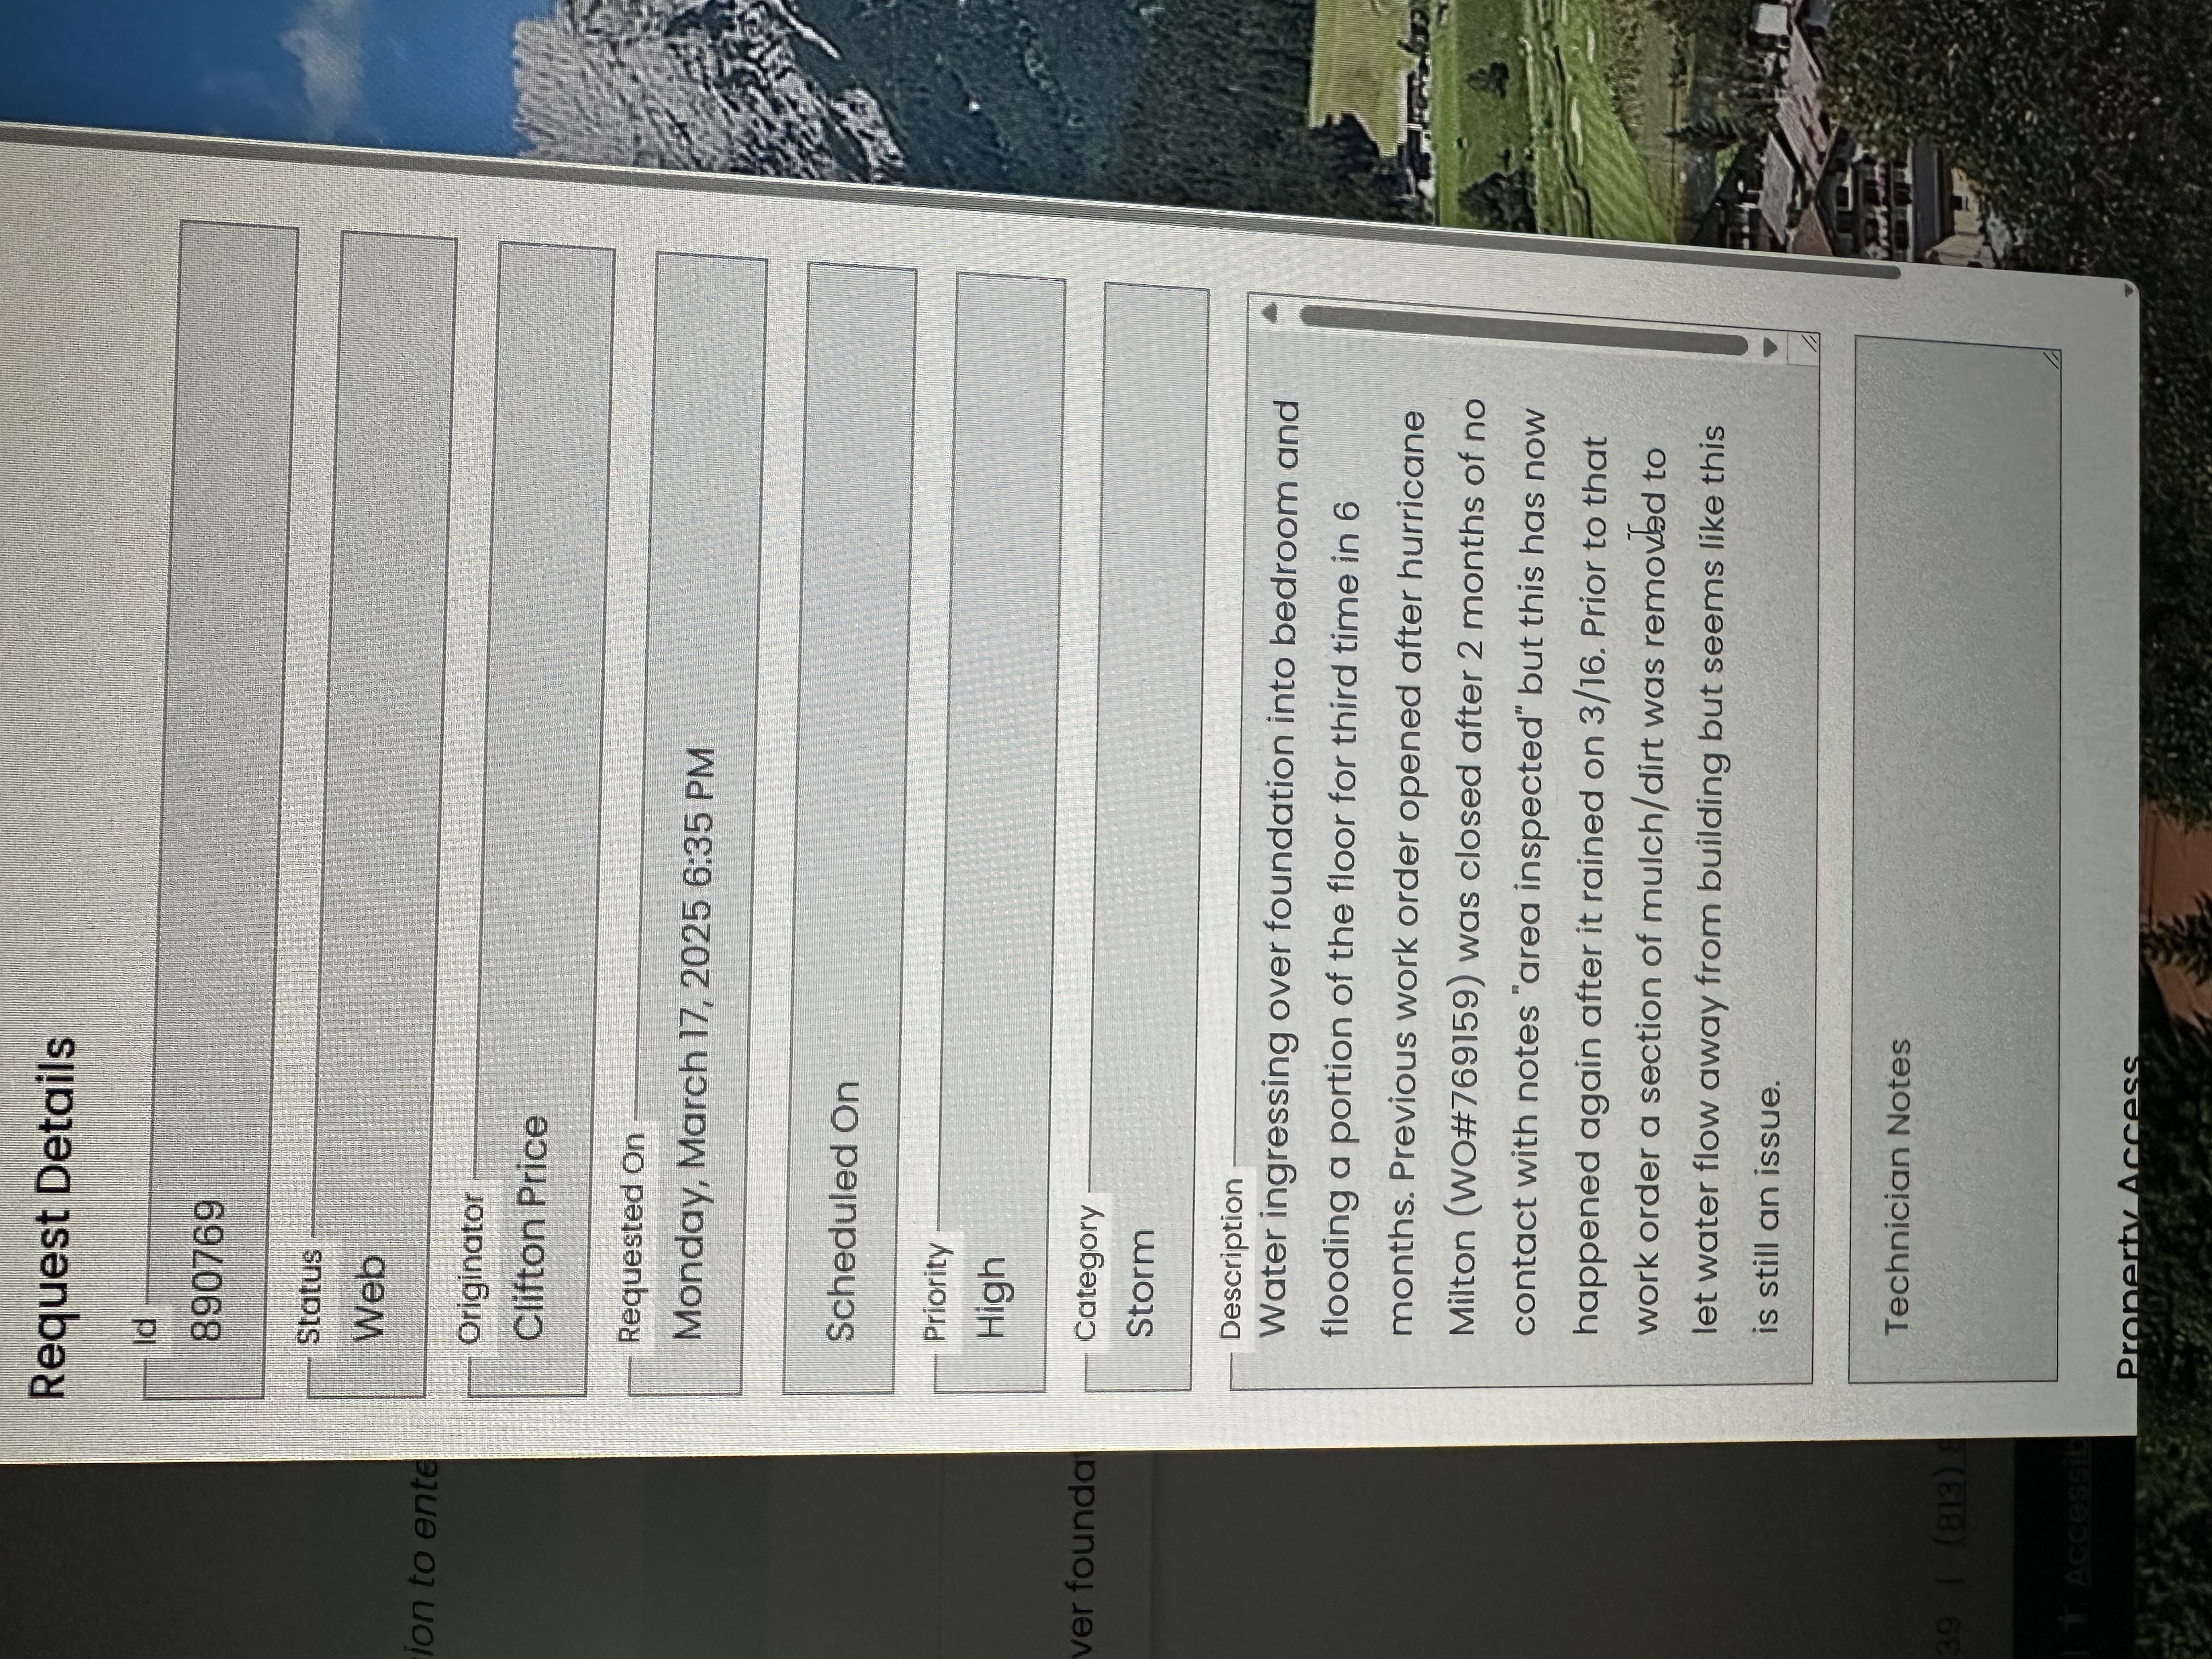 Request Details
Id
890769
Status
Web
ion to ente
Originator
Clifton Price
Requested On
Monday, March 17, 2025 6:35 PM
Scheduled On
Priority
High
ver founda
Category
Storm
Description
Water ingressing over foundation into bedroom and
flooding a portion of the floor for third time in 6
months. Previous work order opened after hurricane
Milton (WO#769159) was closed after 2 months of no
contact with notes "area inspected" but this has now
happened again after it rained on 3/16. Prior to that
work order a section of mulch/dirt was removed to
let water flow away from building but seems like this
is still an issue.
Technician Notes
39 | (813) 8
| Accessib
Property Access